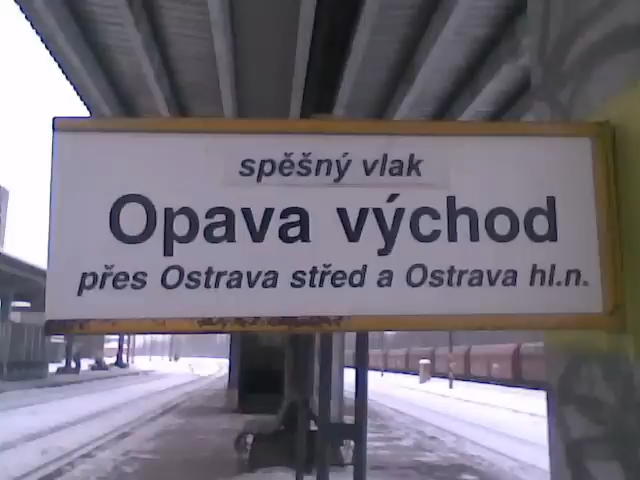 spěšný vlak
Opava východ
přes Ostrava střed a Ostrava hl.n.